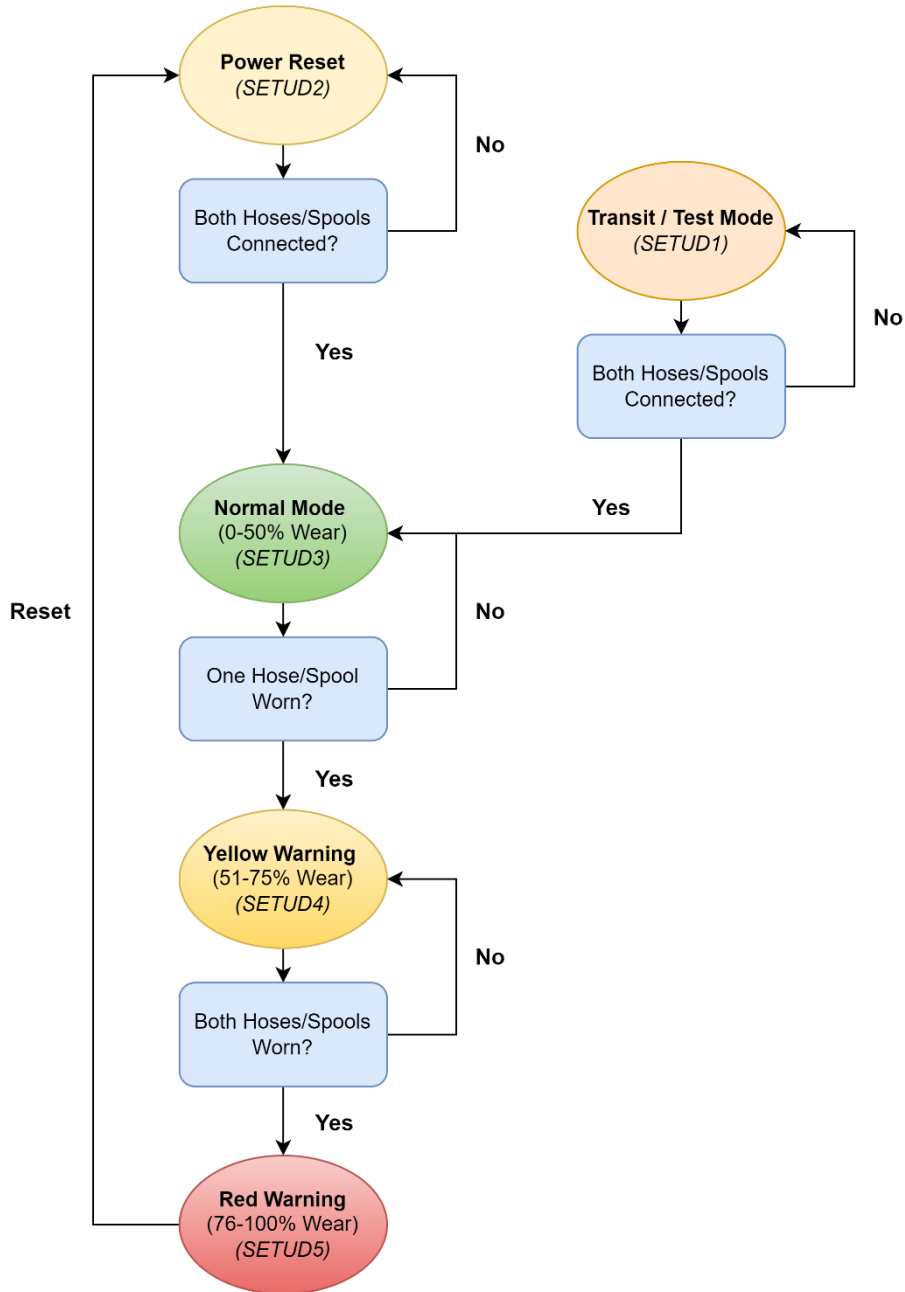 Power Reset
(SETUD2)
No
Both Hoses/Spools
Connected?
Transit / Test Mode
(SETUD1)
No
Yes
Both Hoses/Spools
Connected?
Normal Mode
(0-50% Wear)
(SETUD3)
Yes
Reset
No
One Hose/Spool
Worn?
Yes
Yellow Warning
(51-75% Wear)
(SETUD4)
No
Both Hoses/Spools
Worn?
Yes
Red Warning
(76-100% Wear)
(SETUD5)